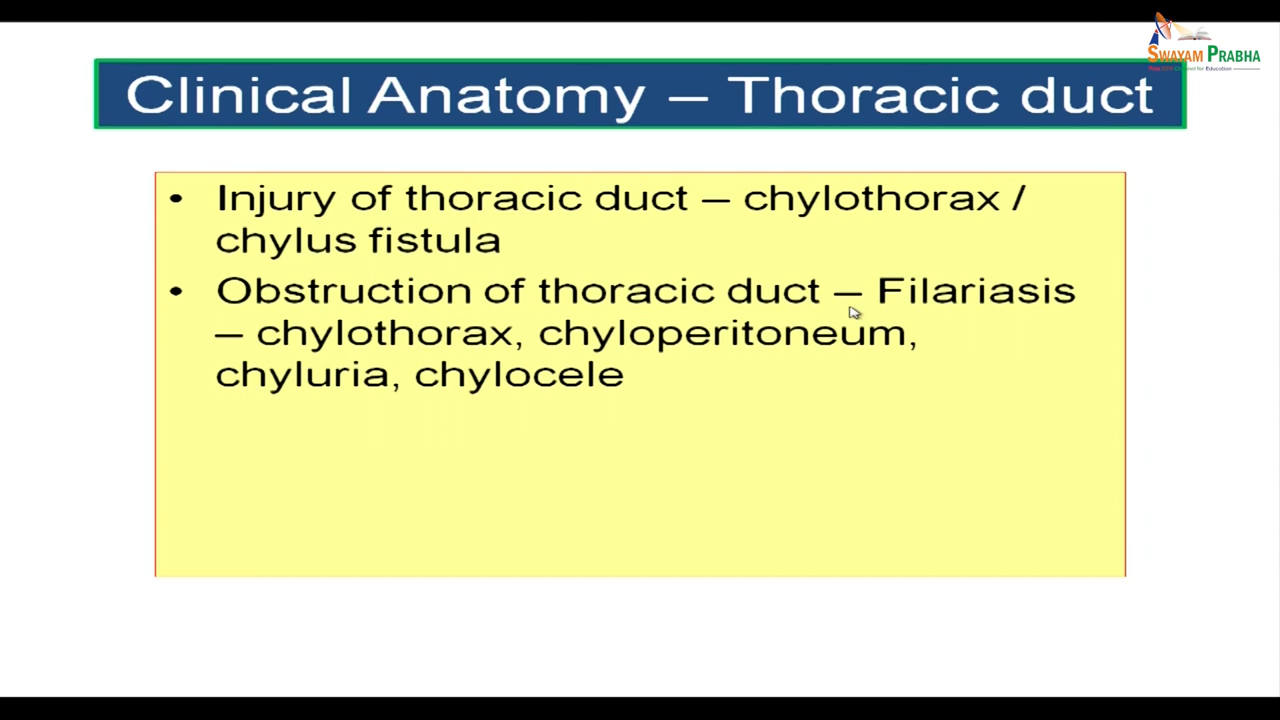 SWAYAM PRABHA
Clinical Anatomy – Thoracic duct
• Injury of thoracic duct – chylothorax /
chylus fistula
• Obstruction of thoracic duct – Filariasis
– chylothorax, chyloperitoneum,
chyluria, chylocele